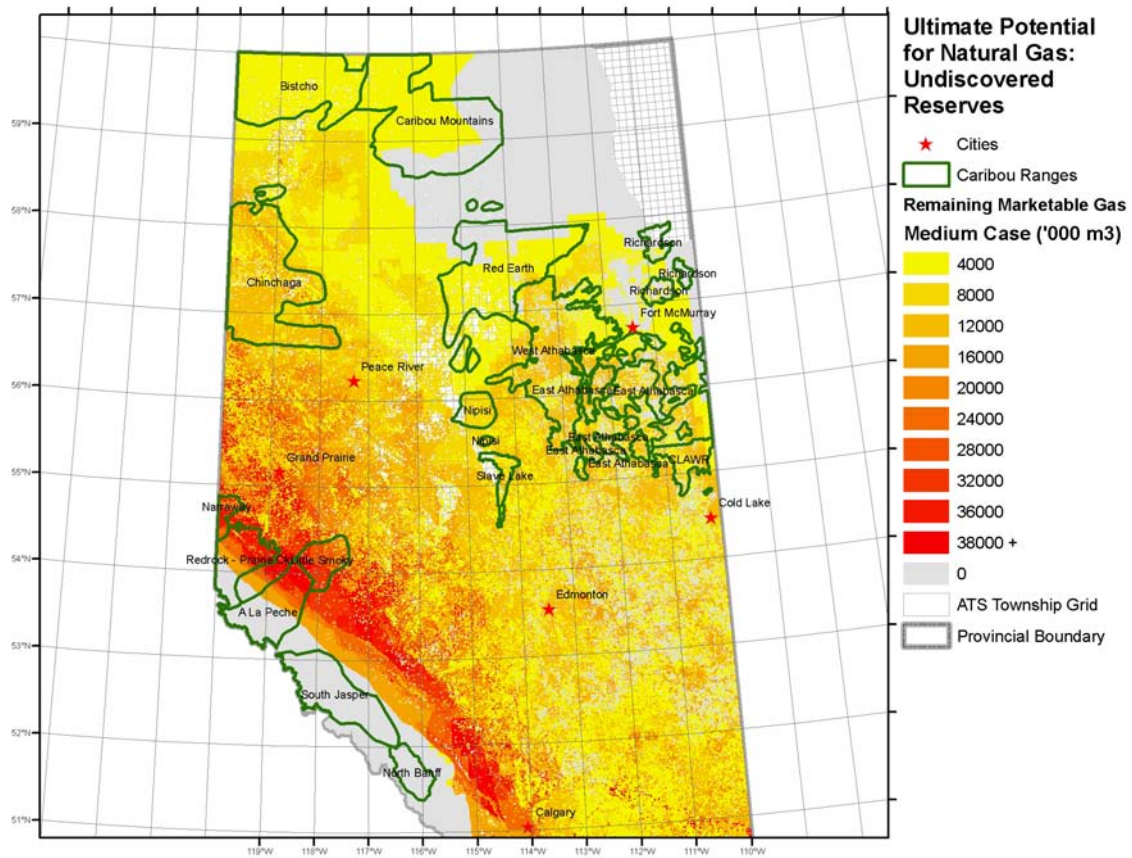 Ultimate Potential
for Natural Gas:
Undiscovered
Reserves
Cities
Caribou Ranges
Remaining Marketable Gas
Medium Case ('000 m3)
4000
8000
12000
16000
20000
24000
28000
32000
36000
38000 +
0
ATS Township Grid
Provincial Boundary
Bistcho
59°N
Caribou Mountains
58°N
Richardson
Red Earth
Richardson
Chinchaga
Richardson
57°N
Fort McMurray
West Athabasca
Peace River
56°N
East Athabasca
East Athabasca
Nipisi
Nipisi
East Athabasca
East Athabasca
CLAWR
East Athabasca
Grand Prairie
55°N
Slave Lake
Cold Lake
Narraway
54°N
Redrock - Prairie Ck
Little Smoky
Edmonton
A La Peche
53°N
South Jasper
52°N
North Banff
Calgary
51°N
119°W
118°W
117°W
116°W
115°W
114°W
113°W
112°W
111°W
110°W